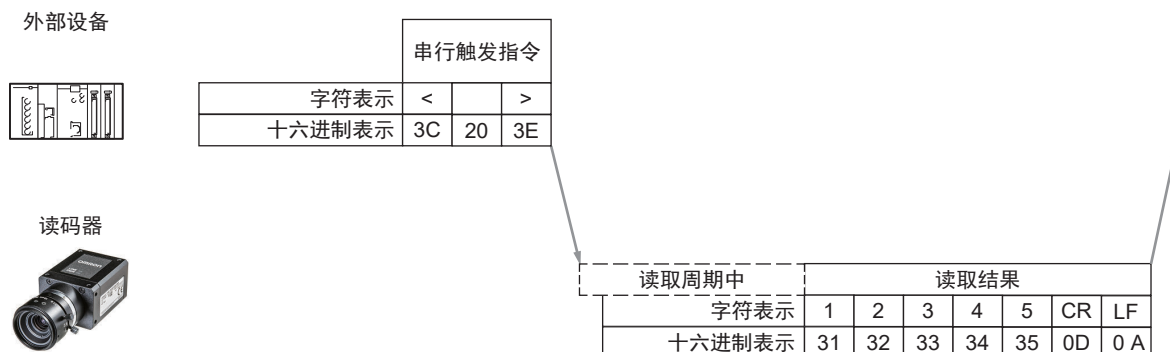 外部设备
串行触发指令
字符表示 < >
十六进制表示 3C 20 3E
读码器
读取周期中 读取结果
字符表示 1 2 3 4 5 CR LF
十六进制表示 31 32 33 34 35 0D 0 A